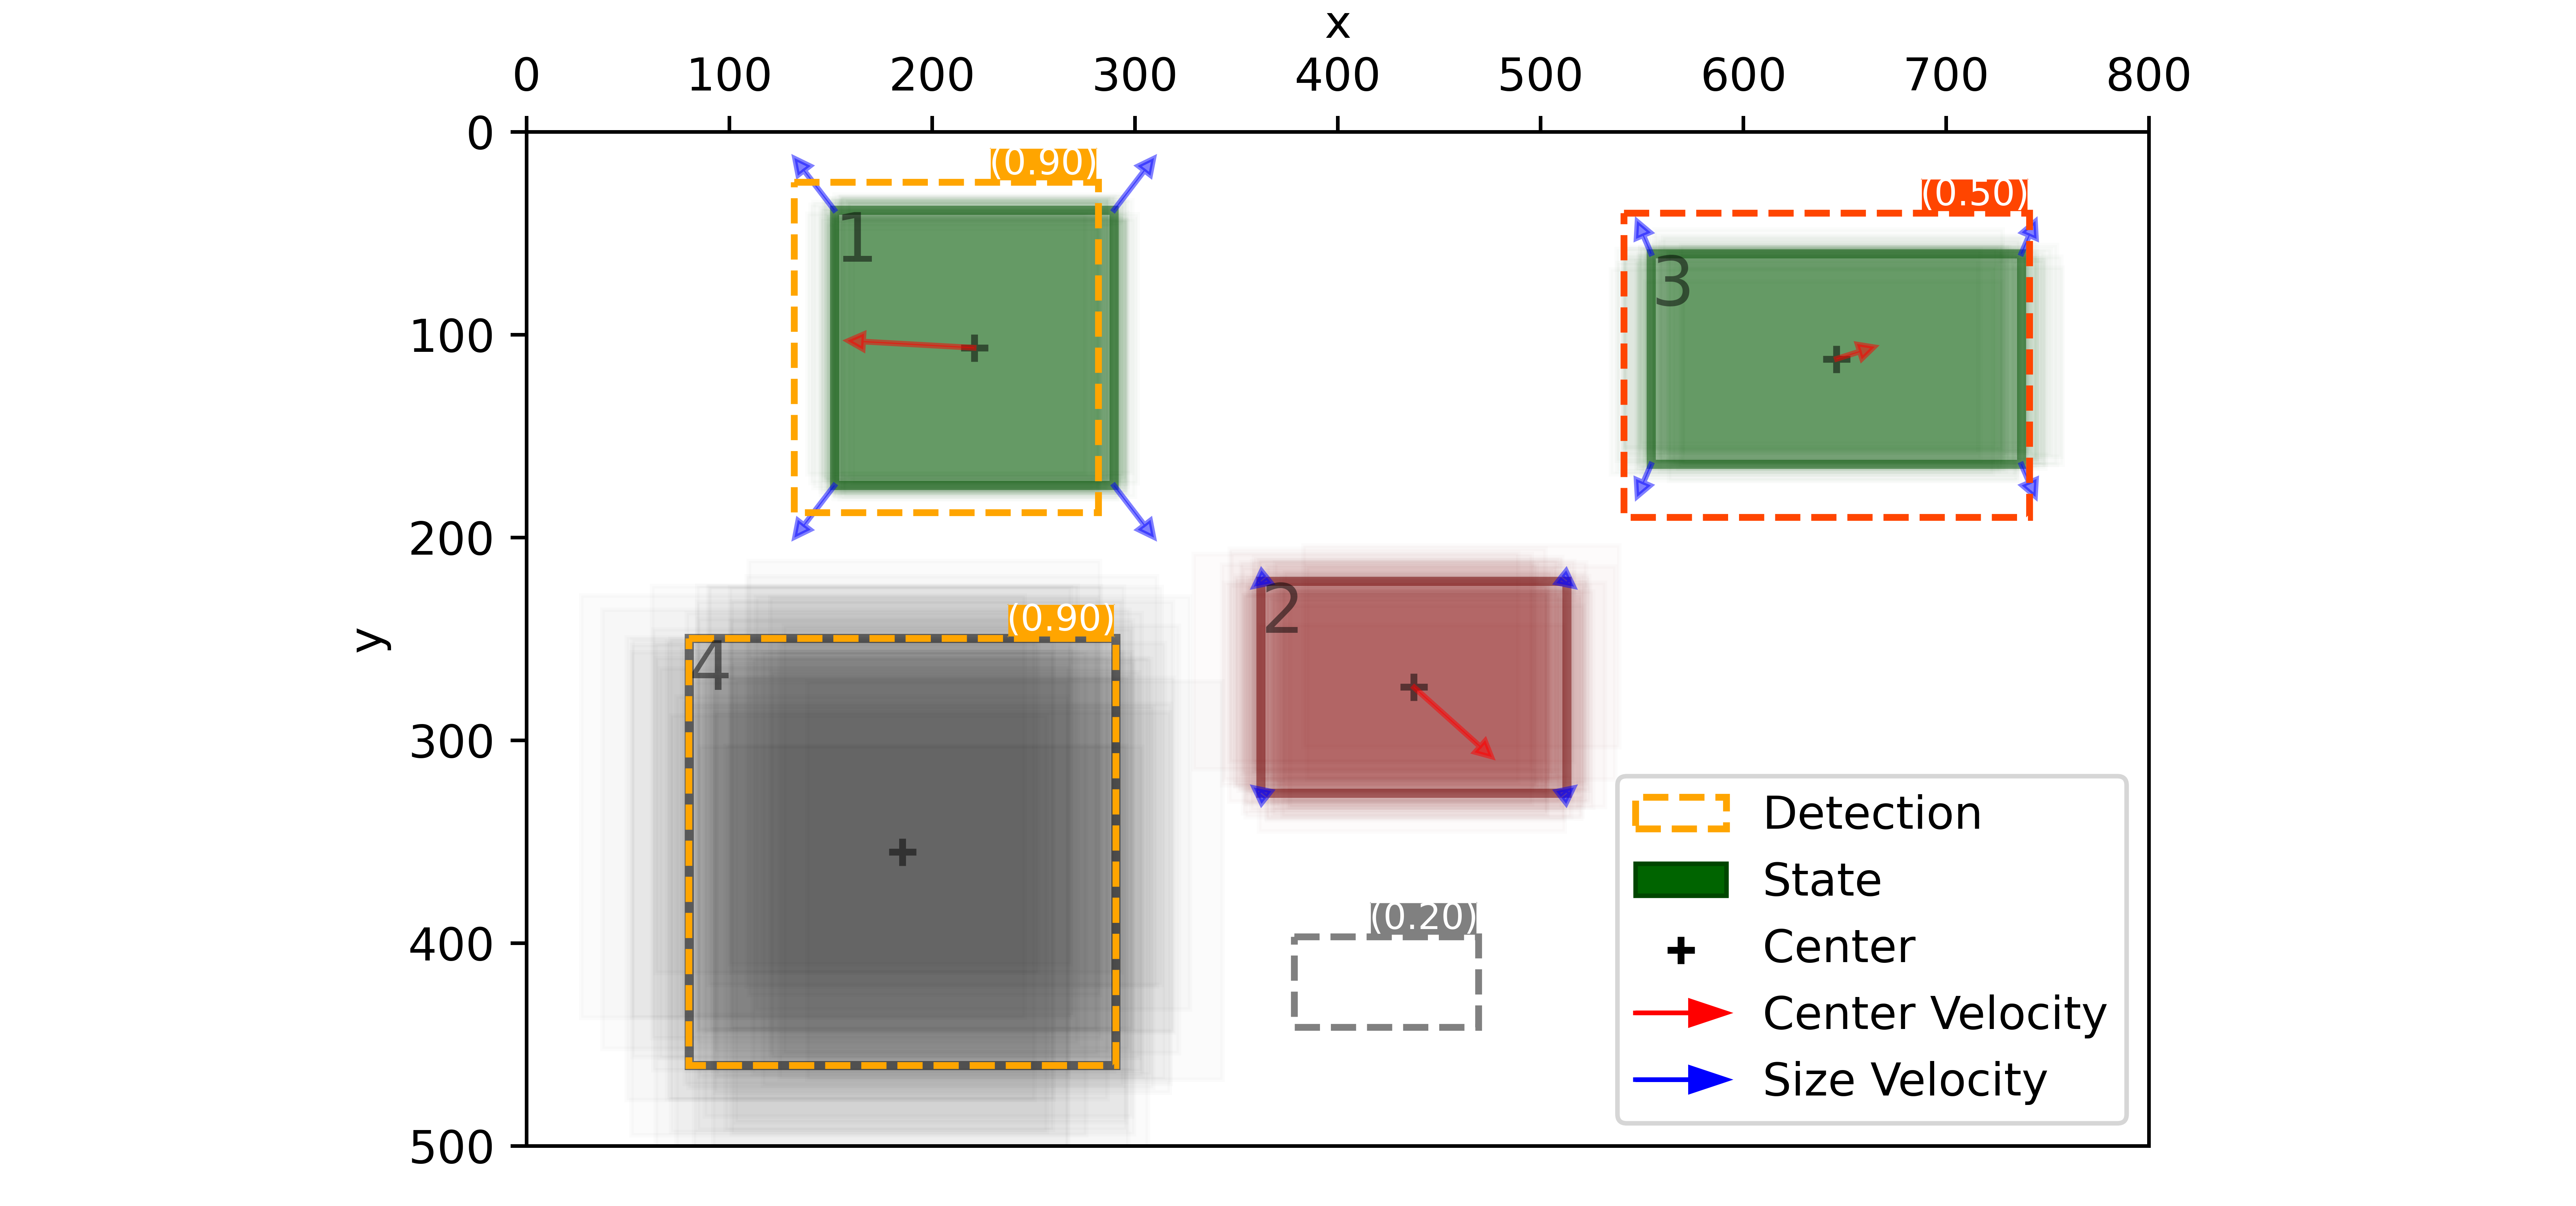 x
0 100 200 300 400 500 600 700 800
y
0
100
200
300
400
500
(0.90)
1
(0.50)
3
(0.90)
4
2
(0.20)
Detection
State
Center
Center Velocity
Size Velocity